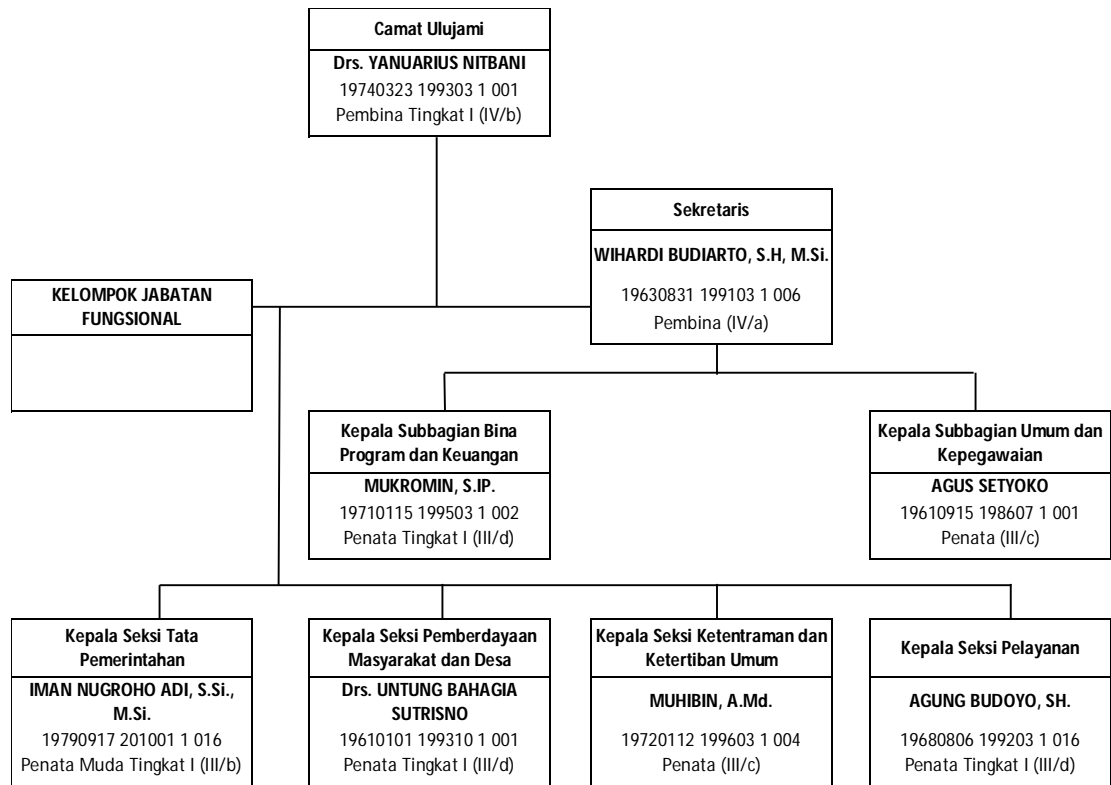 Camat Ulujami
Drs. YANUARIUS NITBANI
19740323 199303 1 001
Pembina Tingkat I (IV/b)
Sekretaris
WIHARDI BUDIARTO, S.H, M.Si.
19630831 199103 1 006
Pembina (IV/a)
KELOMPOK JABATAN
FUNGSIONAL
Kepala Subbagian Bina
Program dan Keuangan
MUKROMIN, S.IP.
19710115 199503 1 002
Penata Tingkat I (III/d)
Kepala Subbagian Umum dan
Kepegawaian
AGUS SETYOKO
19610915 198607 1 001
Penata (III/c)
Kepala Seksi Tata
Pemerintahan
IMAN NUGROHO ADI, S.Si.,
M.Si.
19790917 201001 1 016
Penata Muda Tingkat I (III/b)
Kepala Seksi Pemberdayaan
Masyarakat dan Desa
Drs. UNTUNG BAHAGIA
SUTRISNO
19610101 199310 1 001
Penata Tingkat I (III/d)
Kepala Seksi Ketentraman dan
Ketertiban Umum
MUHIBIN, A.Md.
19720112 199603 1 004
Penata (III/c)
Kepala Seksi Pelayanan
AGUNG BUDOYO, SH.
19680806 199203 1 016
Penata Tingkat I (III/d)